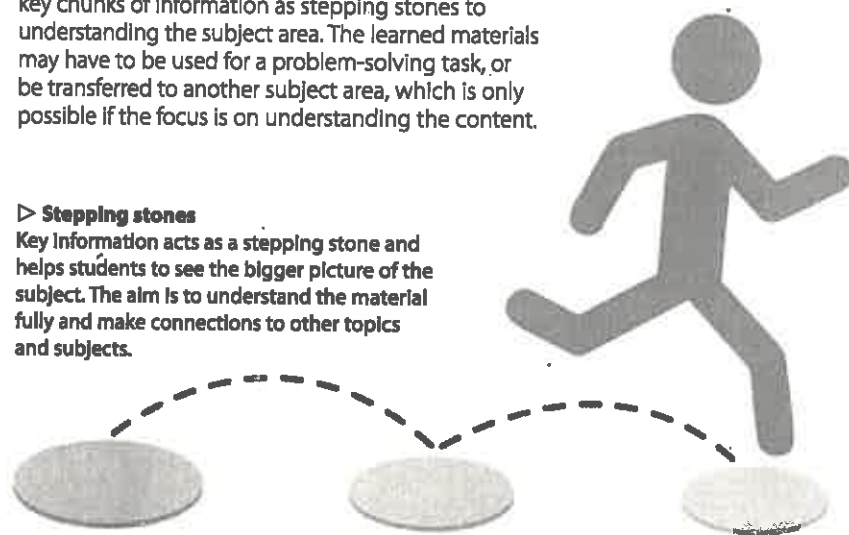 key chunks of information as stepping stones to
understanding the subject area. The learned materials
may have to be used for a problem-solving task, or
be transferred to another subject area, which is only
possible if the focus is on understanding the content.
▷ Stepping stones
Key information acts as a stepping stone and
helps students to see the bigger picture of the
subject. The aim is to understand the material
fully and make connections to other topics
and subjects.